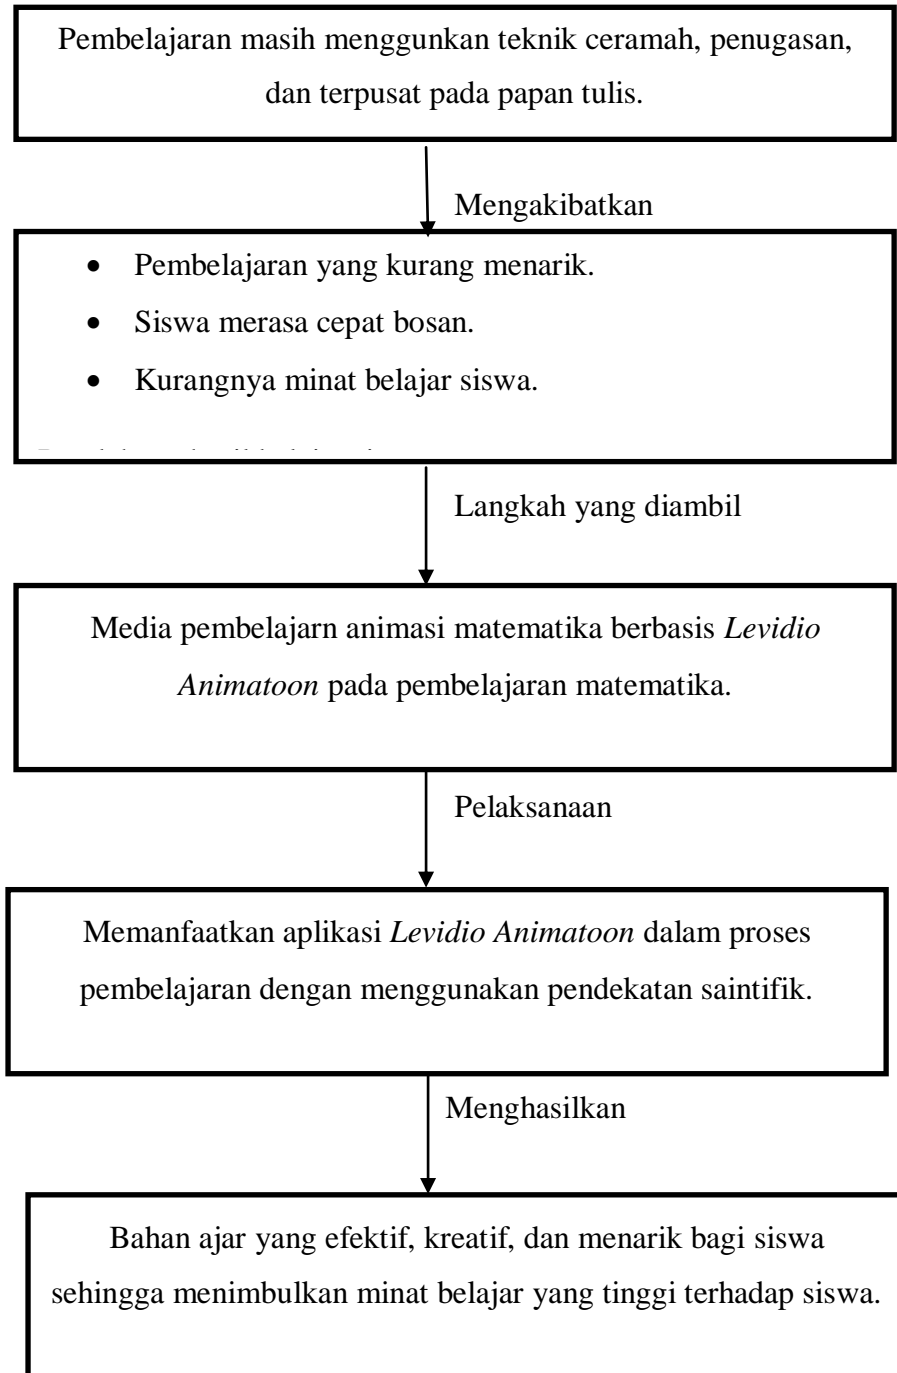 Pembelajaran masih menggunkan teknik ceramah, penugasan,
dan terpusat pada papan tulis.
Mengakibatkan
• Pembelajaran yang kurang menarik.
• Siswa merasa cepat bosan.
• Kurangnya minat belajar siswa.
Langkah yang diambil
Media pembelajarn animasi matematika berbasis Levidio
Animatoon pada pembelajaran matematika.
Pelaksanaan
Memanfaatkan aplikasi Levidio Animatoon dalam proses
pembelajaran dengan menggunakan pendekatan saintifik.
Menghasilkan
Bahan ajar yang efektif, kreatif, dan menarik bagi siswa
sehingga menimbulkan minat belajar yang tinggi terhadap siswa.